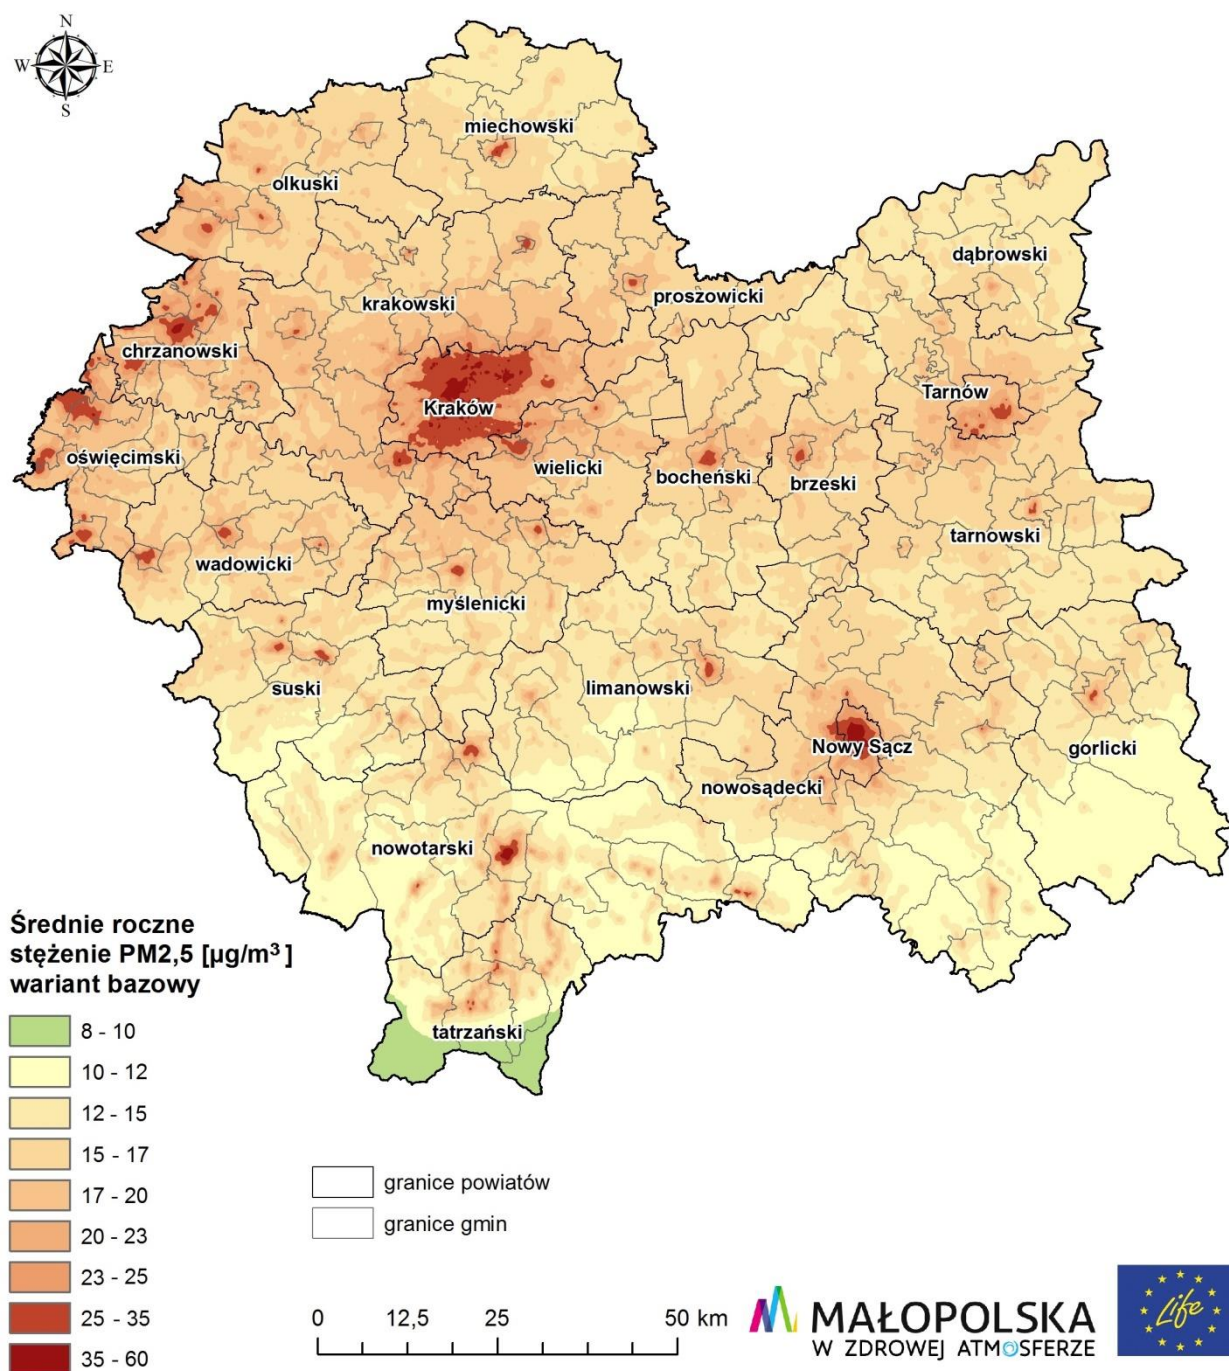 N
W E
S
miechowski
olkuski
dąbrowski
krakowski
proszowicki
chrzanowski
Tarnów
Kraków
oświęcimski
wielicki
bocheński
brzeski
tarnowski
wadowicki
myślenicki
suski
limanowski
Nowy Sącz
gorlicki
nowosądecki
nowotarski
tatrzański
Średnie roczne
stężenie PM2,5 [µg/m³]
wariant bazowy
8 - 10
10 - 12
12 - 15
15 - 17
17 - 20
20 - 23
23 - 25
25 - 35
35 - 60
granice powiatów
granice gmin
0 12,5 25 50 km
MAŁOPOLSKA
W ZDROWEJ ATMOSFERZE
Life